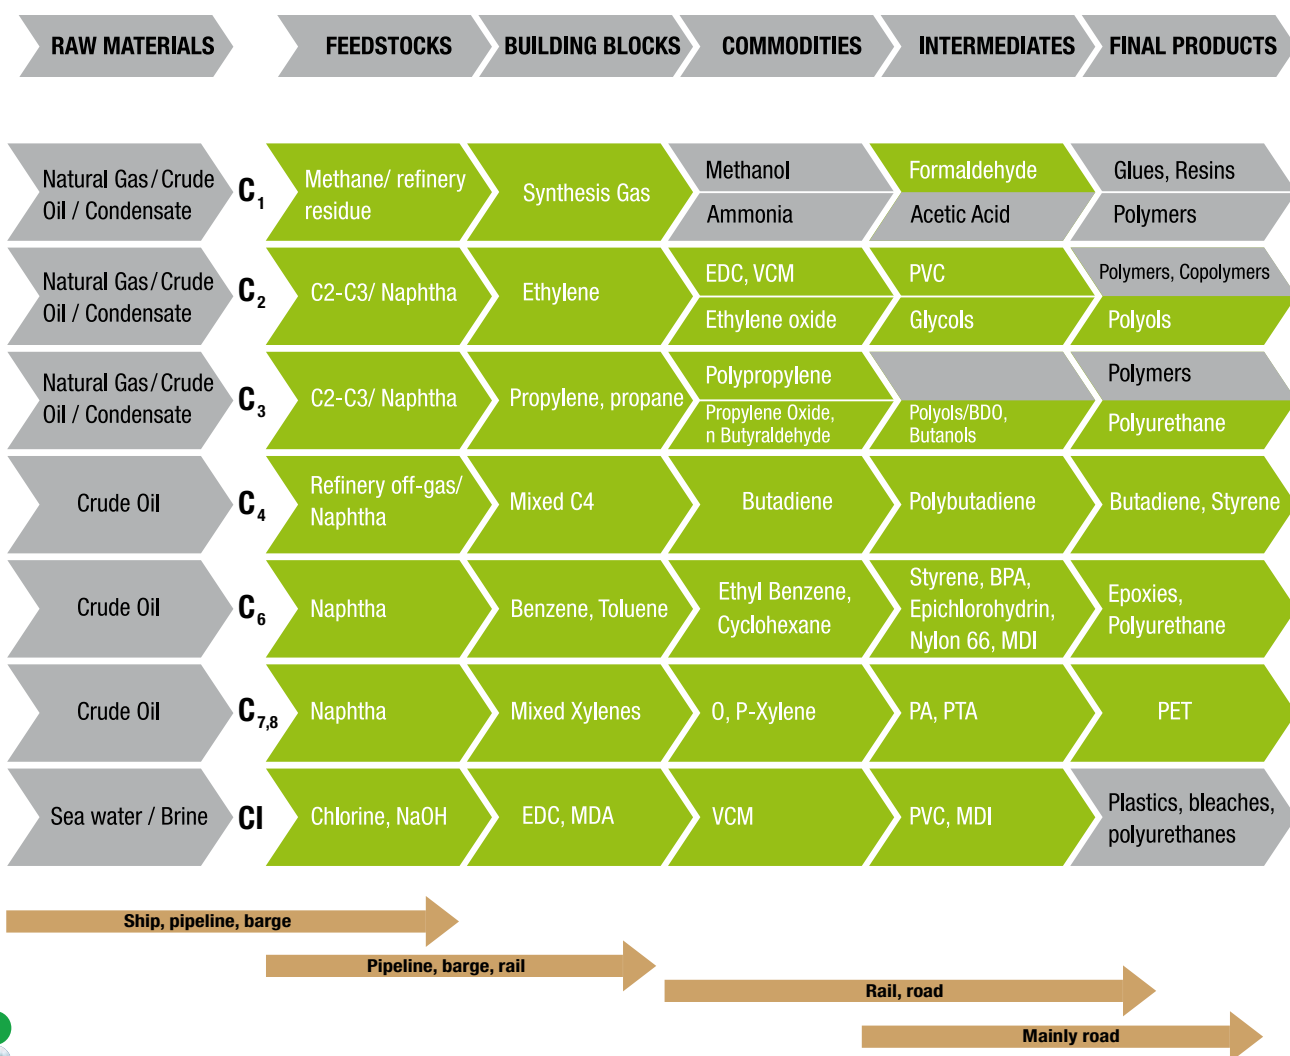 RAW MATERIALS
FEEDSTOCKS
BUILDING BLOCKS
COMMODITIES
INTERMEDIATES
FINAL PRODUCTS
Natural Gas / Crude
Oil / Condensate
C1
Methane/ refinery
residue
Synthesis Gas
Methanol
Ammonia
Formaldehyde
Acetic Acid
Glues, Resins
Polymers
Natural Gas / Crude
Oil / Condensate
C2
C2-C3/ Naphtha
Ethylene
EDC, VCM
Ethylene oxide
PVC
Glycols
Polymers, Copolymers
Polyols
Natural Gas / Crude
Oil / Condensate
C3
C2-C3/ Naphtha
Propylene, propane
Polypropylene
Propylene Oxide,
n Butyraldehyde
Polyols/BDO,
Butanols
Polymers
Polyurethane
Crude Oil
C4
Refinery off-gas/
Naphtha
Mixed C4
Butadiene
Polybutadiene
Butadiene, Styrene
Crude Oil
C6
Naphtha
Benzene, Toluene
Ethyl Benzene,
Cyclohexane
Styrene, BPA,
Epichlorohydrin,
Nylon 66, MDI
Epoxies,
Polyurethane
Crude Oil
C7,8
Naphtha
Mixed Xylenes
O, P-Xylene
PA, PTA
PET
Sea water / Brine
Cl
Chlorine, NaOH
EDC, MDA
VCM
PVC, MDI
Plastics, bleaches,
polyurethanes
Ship, pipeline, barge
Pipeline, barge, rail
Rail, road
Mainly road